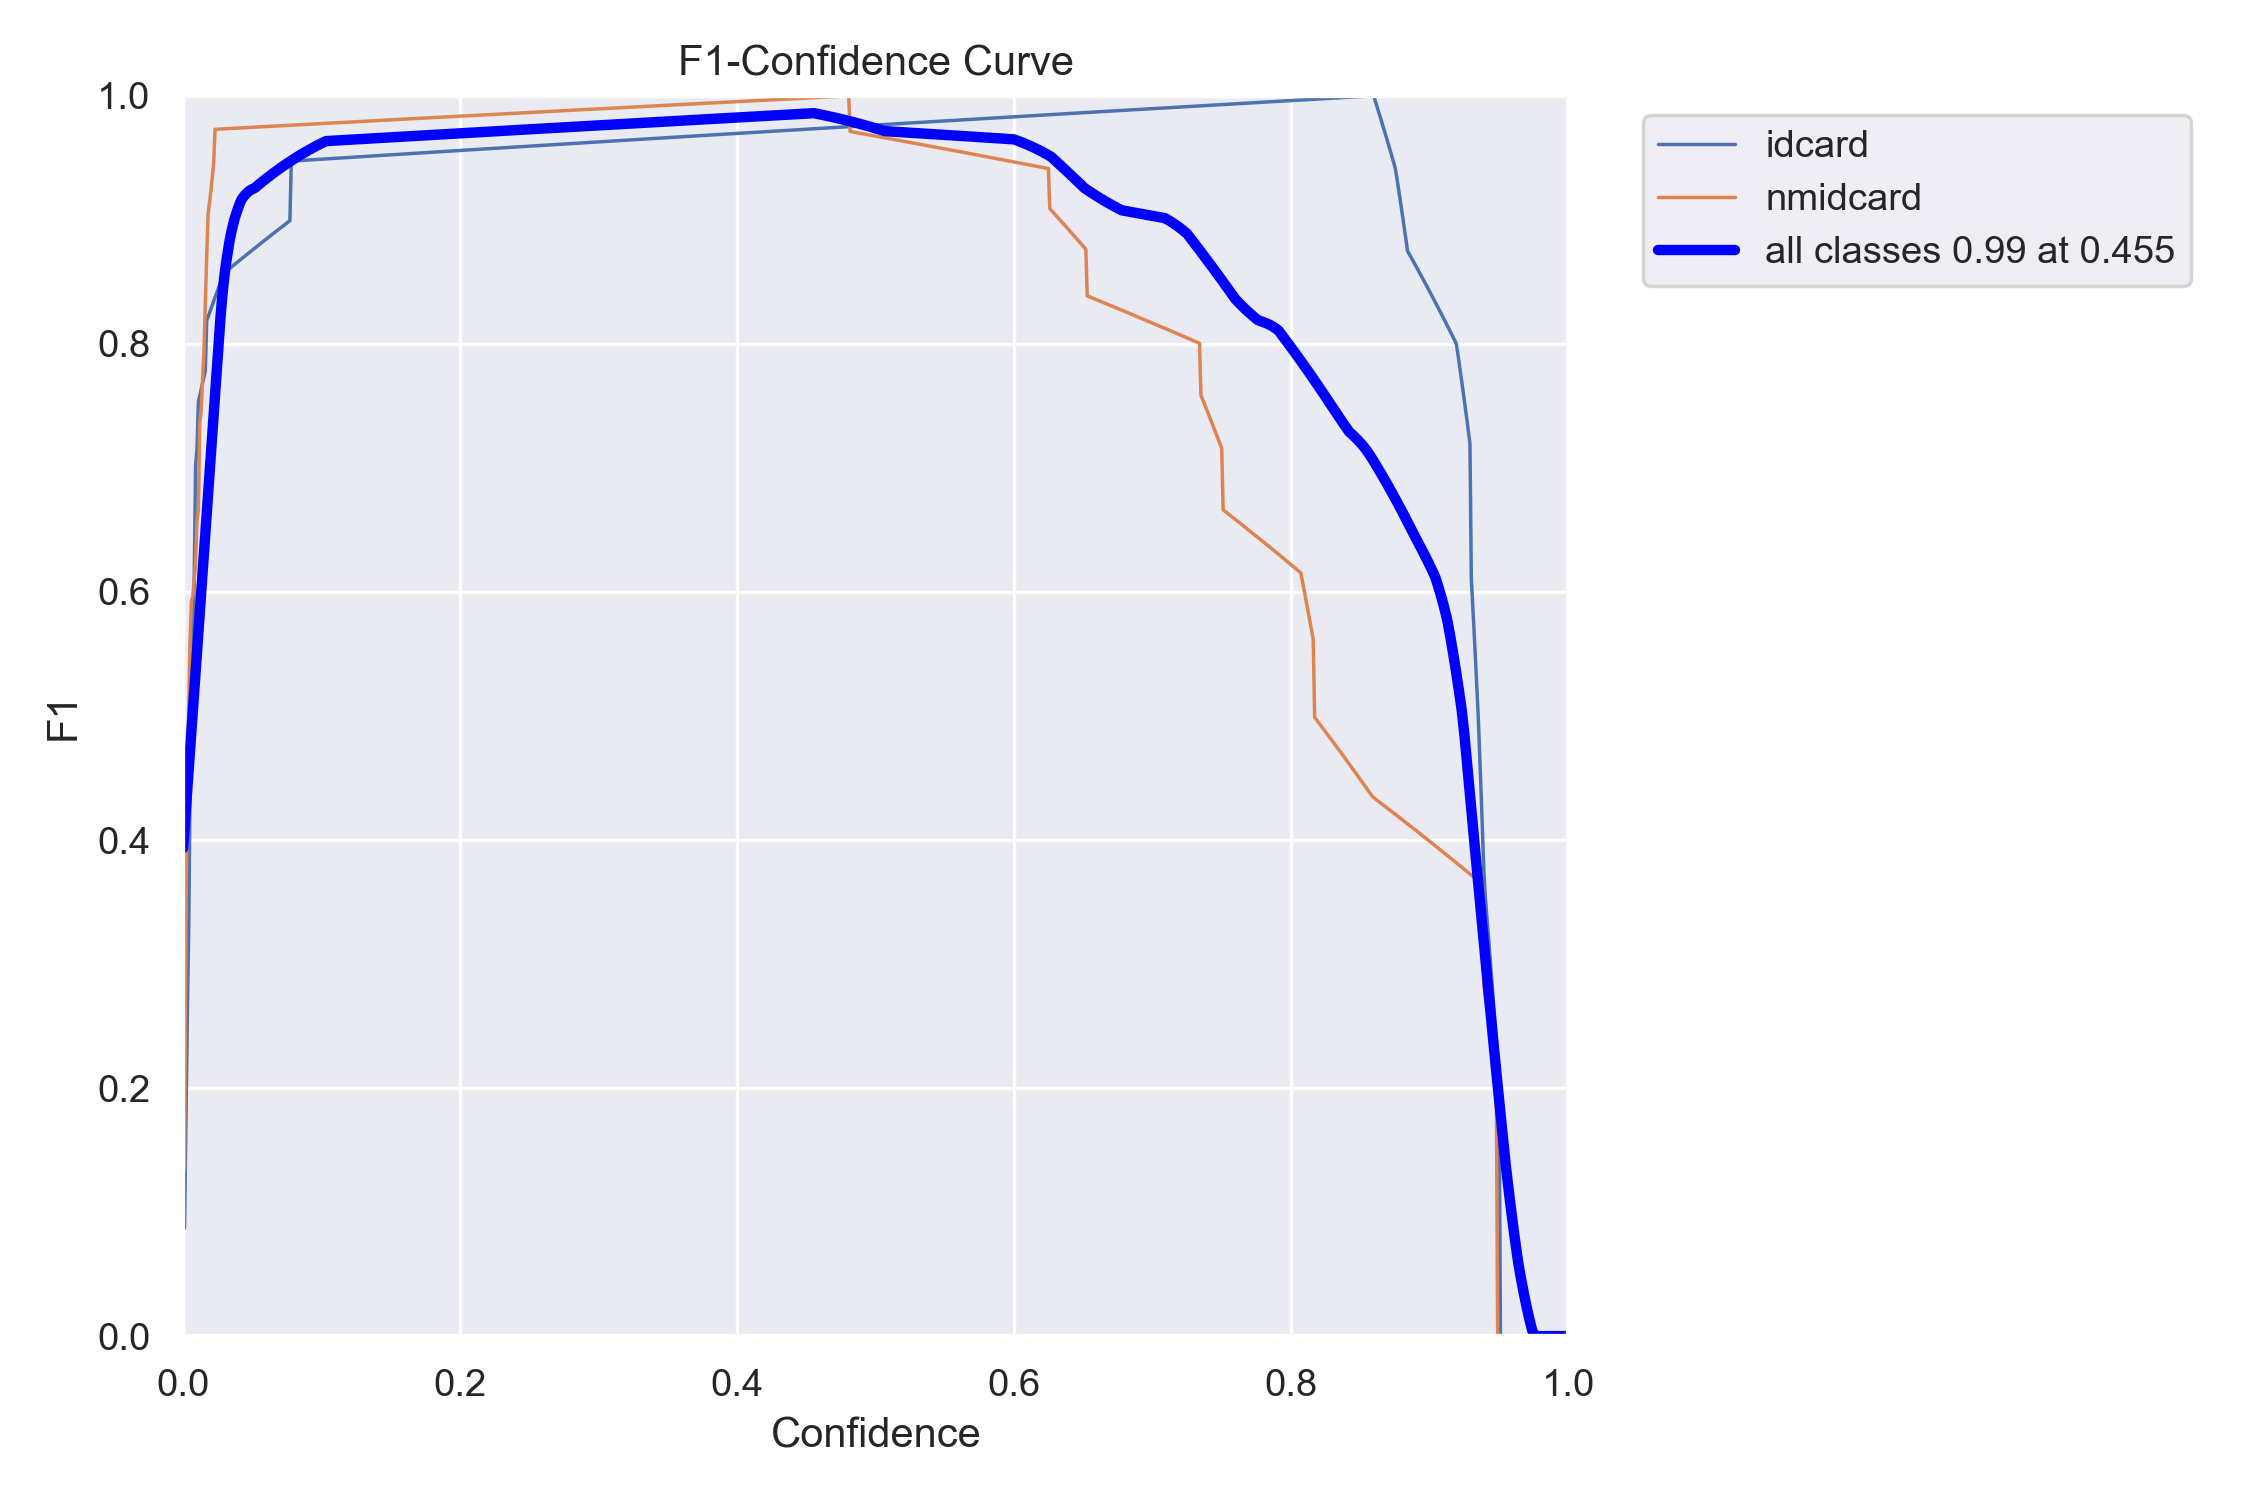 F1-Confidence Curve
1.0
0.8
0.6
0.4
0.2
0.0
F1
0.0 0.2 0.4 0.6 0.8 1.0
Confidence
idcard
nmidcard
all classes 0.99 at 0.455